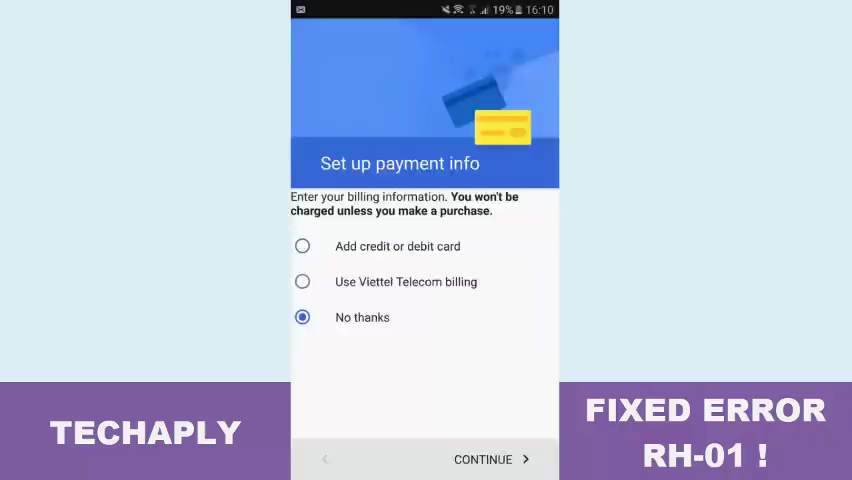 19% 16:10
Set up payment info
Enter your billing information. You won't be
charged unless you make a purchase.
Add credit or debit card
Use Viettel Telecom billing
No thanks
CONTINUE
TECHAPLY
FIXED ERROR
RH-01 !